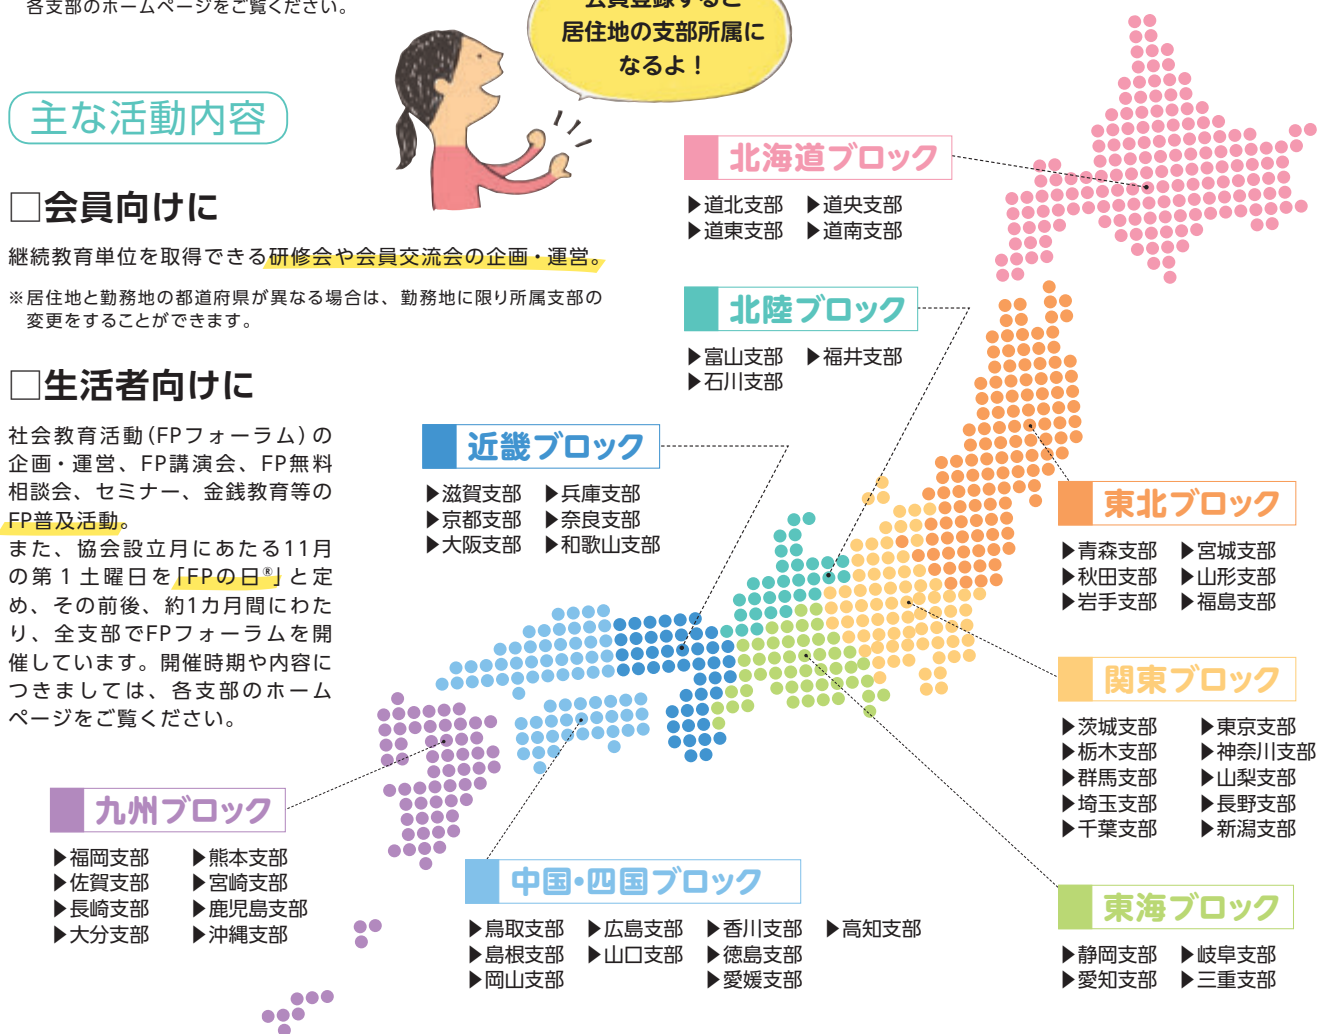 各支部のホームページをご覧ください。
居住地の支部所属に
なるよ！
主な活動内容
□会員向けに
継続教育単位を取得できる研修会や会員交流会の企画・運営。
※居住地と勤務地の都道府県が異なる場合は、勤務地に限り所属支部の
変更をすることができます。
□生活者向けに
社会教育活動（FPフォーラム）の
企画・運営、FP講演会、FP無料
相談会、セミナー、金銭教育等の
FP普及活動。
また、協会設立月にあたる11月
の第１土曜日を「FPの日®」と定
め、その前後、約1カ月間にわた
り、全支部でFPフォーラムを開
催しています。開催時期や内容に
つきましては、各支部のホーム
ページをご覧ください。
北海道ブロック
▶道北支部 ▶道央支部
▶道東支部 ▶道南支部
北陸ブロック
▶富山支部 ▶福井支部
▶石川支部
近畿ブロック
▶滋賀支部 ▶兵庫支部
▶京都支部 ▶奈良支部
▶大阪支部 ▶和歌山支部
東北ブロック
▶青森支部 ▶宮城支部
▶秋田支部 ▶山形支部
▶岩手支部 ▶福島支部
関東ブロック
▶茨城支部 ▶東京支部
▶栃木支部 ▶神奈川支部
▶群馬支部 ▶山梨支部
▶埼玉支部 ▶長野支部
▶千葉支部 ▶新潟支部
九州ブロック
▶福岡支部 ▶熊本支部
▶佐賀支部 ▶宮崎支部
▶長崎支部 ▶鹿児島支部
▶大分支部 ▶沖縄支部
中国・四国ブロック
▶鳥取支部 ▶広島支部 ▶香川支部 ▶高知支部
▶島根支部 ▶山口支部 ▶徳島支部
▶岡山支部 ▶愛媛支部
東海ブロック
▶静岡支部 ▶岐阜支部
▶愛知支部 ▶三重支部